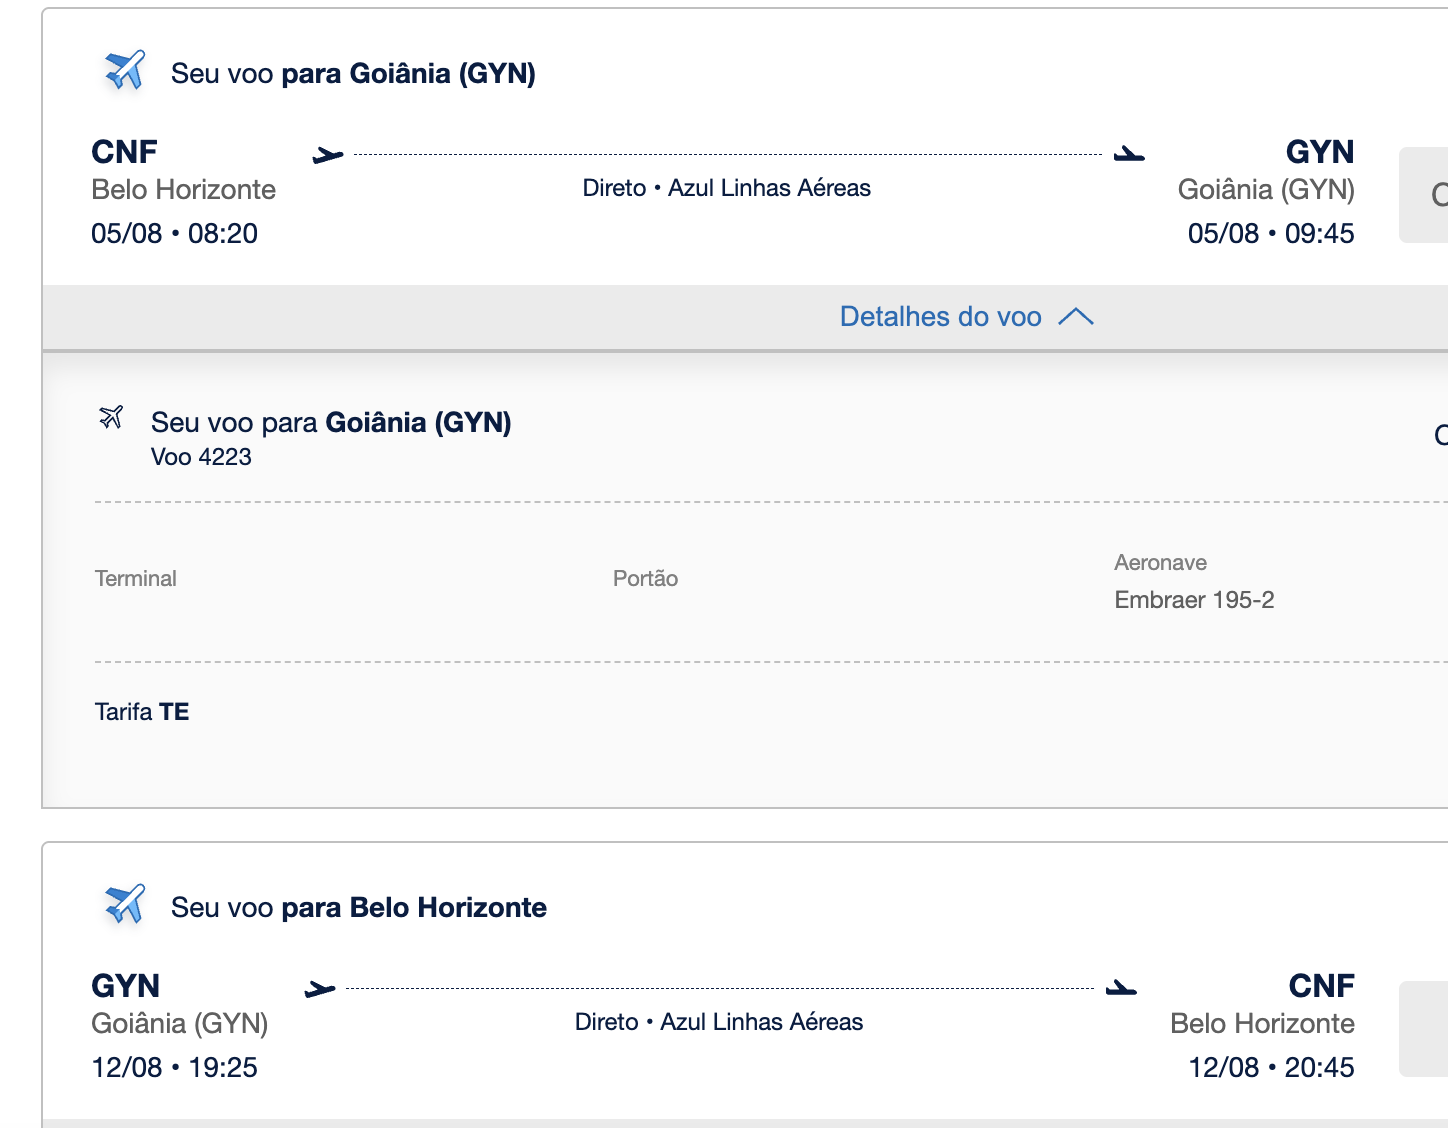 Seu voo para Goiânia (GYN)
CNF
GYN
Belo Horizonte
Direto • Azul Linhas Aéreas
Goiânia (GYN)
05/08 • 08:20
05/08 • 09:45
Detalhes do voo
Seu voo para Goiânia (GYN)
Voo 4223
Terminal
Portão
Aeronave
Embraer 195-2
Tarifa TE
Seu voo para Belo Horizonte
GYN
CNF
Goiânia (GYN)
Direto • Azul Linhas Aéreas
Belo Horizonte
12/08 • 19:25
12/08 • 20:45